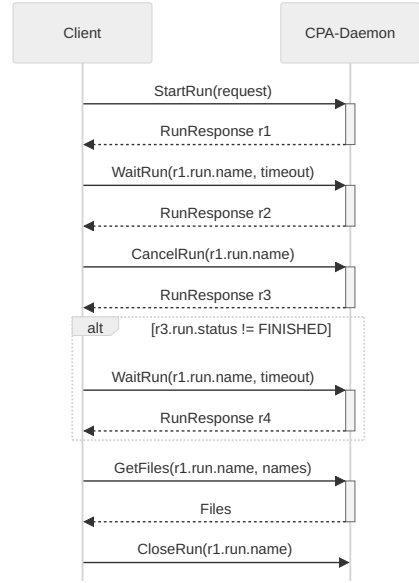 Client
CPA-Daemon
StartRun(request)
RunResponse r1
WaitRun(r1.run.name, timeout)
RunResponse r2
CancelRun(r1.run.name)
RunResponse r3
alt
[r3.run.status != FINISHED]
WaitRun(r1.run.name, timeout)
RunResponse r4
GetFiles(r1.run.name, names)
Files
CloseRun(r1.run.name)